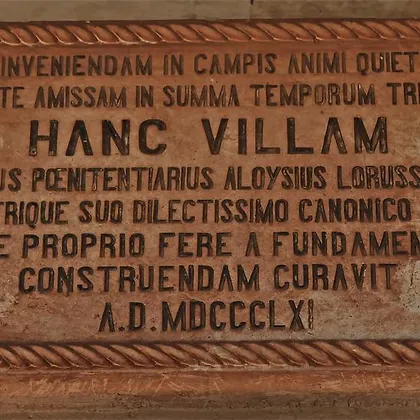 INVENIENDAM IN CAMPIS ANIMI QUIET
TE AMISSAM IN SUMMA TEMPORUM TRI
HANC VILLAM
US PŒNITENTIARIUS ALOYSIUS LORUSS
TRIQUE SUO DILECTISSIMO CANONICO
E PROPRIO FERE A FUNDAMEN
CONSTRUENDAM CURAVIT
A.D. MDCCCLXI